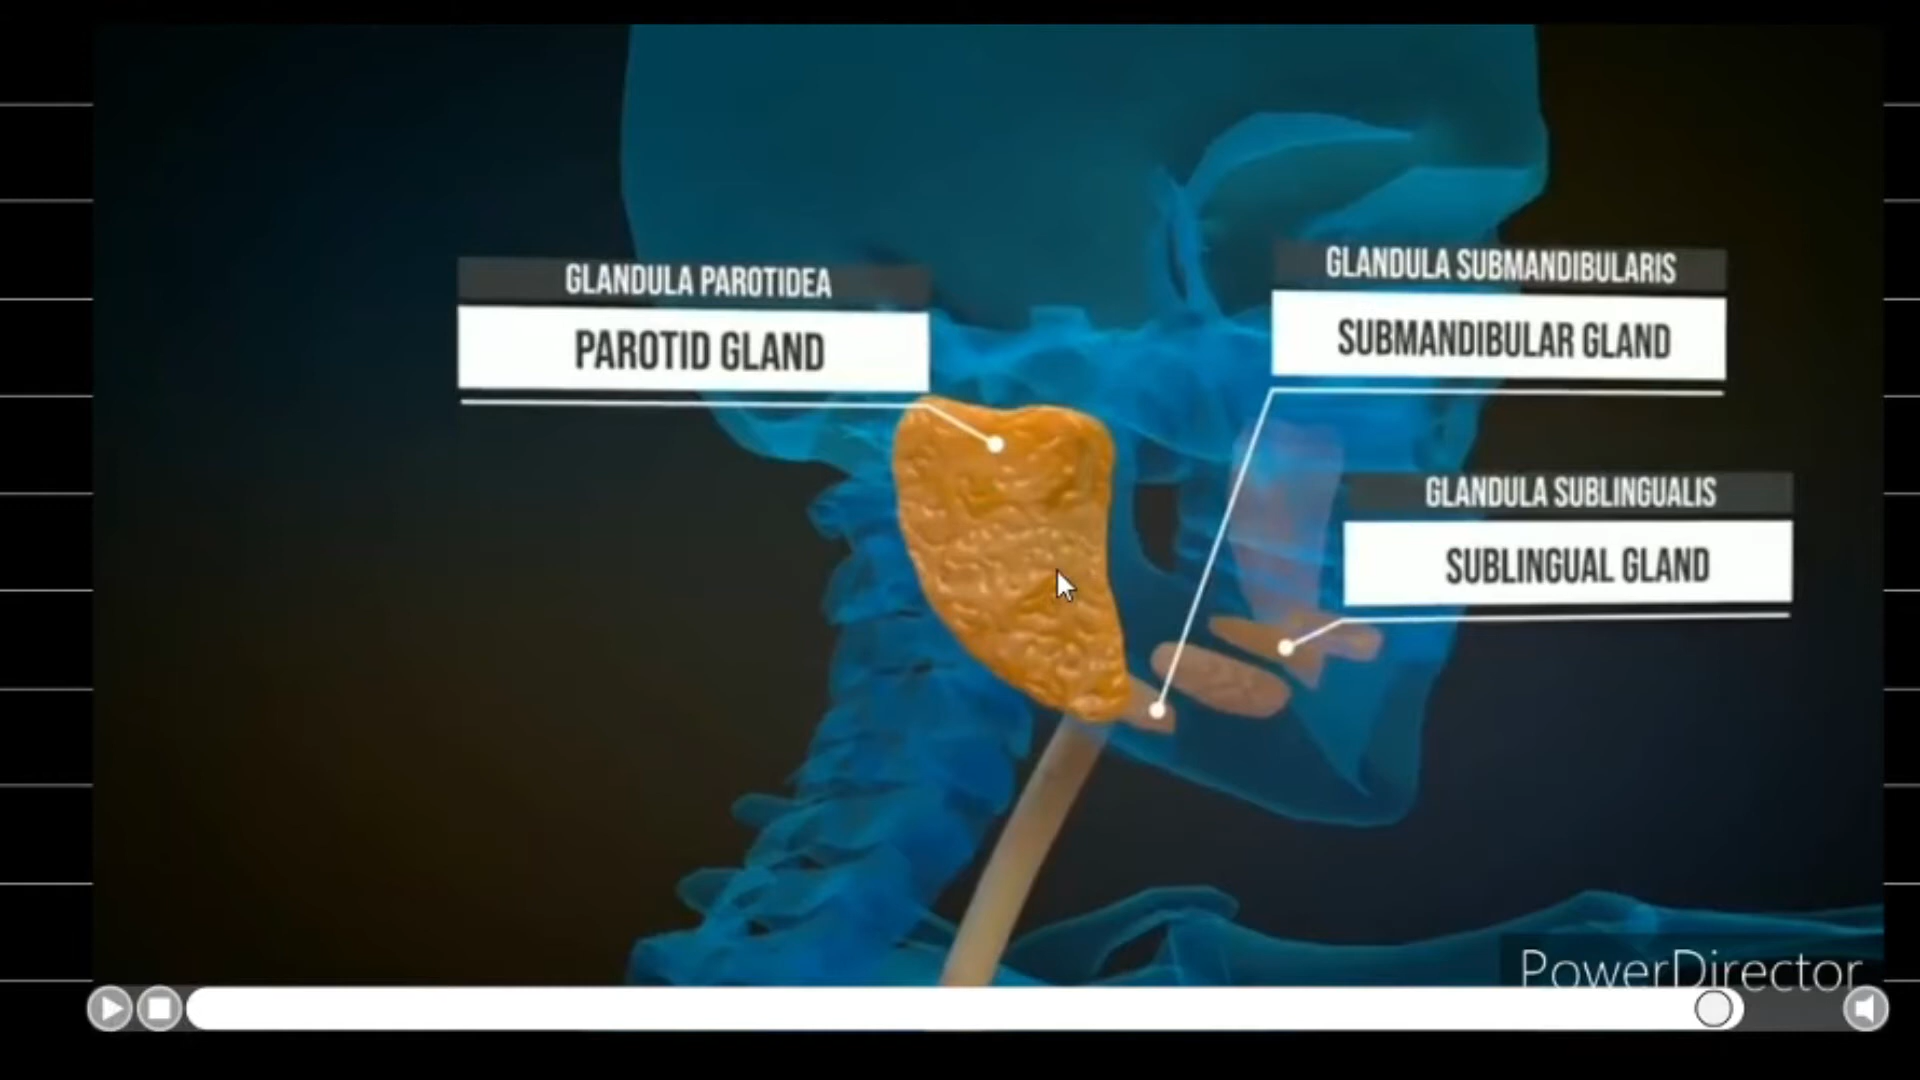 GLANDULA PAROTIDEA
PAROTID GLAND
GLANDULA SUBMANDIBULARIS
SUBMANDIBULAR GLAND
GLANDULA SUBLINGUALIS
SUBLINGUAL GLAND
PowerDirector